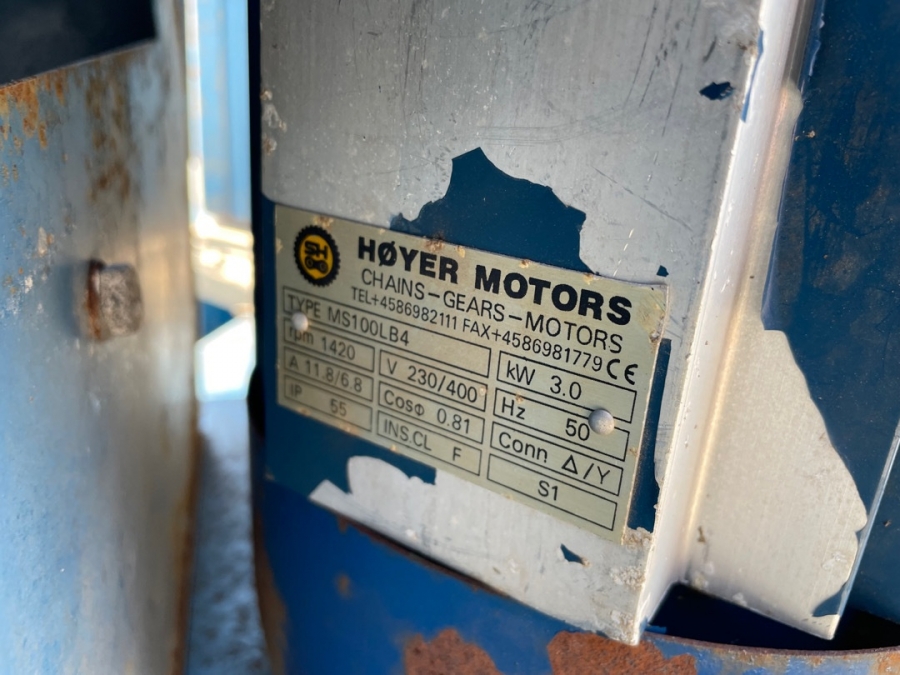 SH
HØYER MOTORS
CHAINS-GEARS-MOTORS
TEL+4586982111 FAX+4586981779 CE
TYPE MS100LB4 kW 3.0
rpm 1420 V 230/400 Hz 50
A 11.8/6.8 CosΦ 0.81 Conn Δ/Y
IP 55 INS.CL F S1